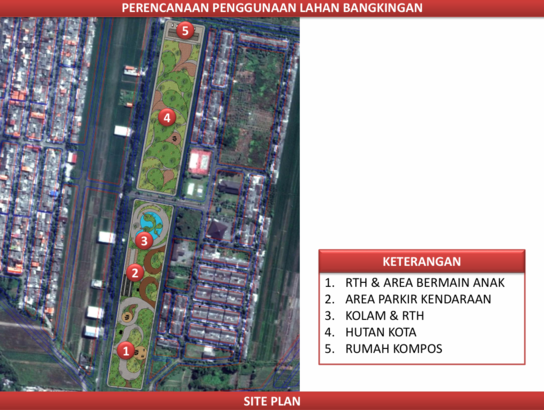 PERENCANAAN PENGGUNAAN LAHAN BANGKINGAN
5
4
3
2
1
KETERANGAN
1. RTH & AREA BERMAIN ANAK
2. AREA PARKIR KENDARAAN
3. KOLAM & RTH
4. HUTAN KOTA
5. RUMAH KOMPOS
SITE PLAN